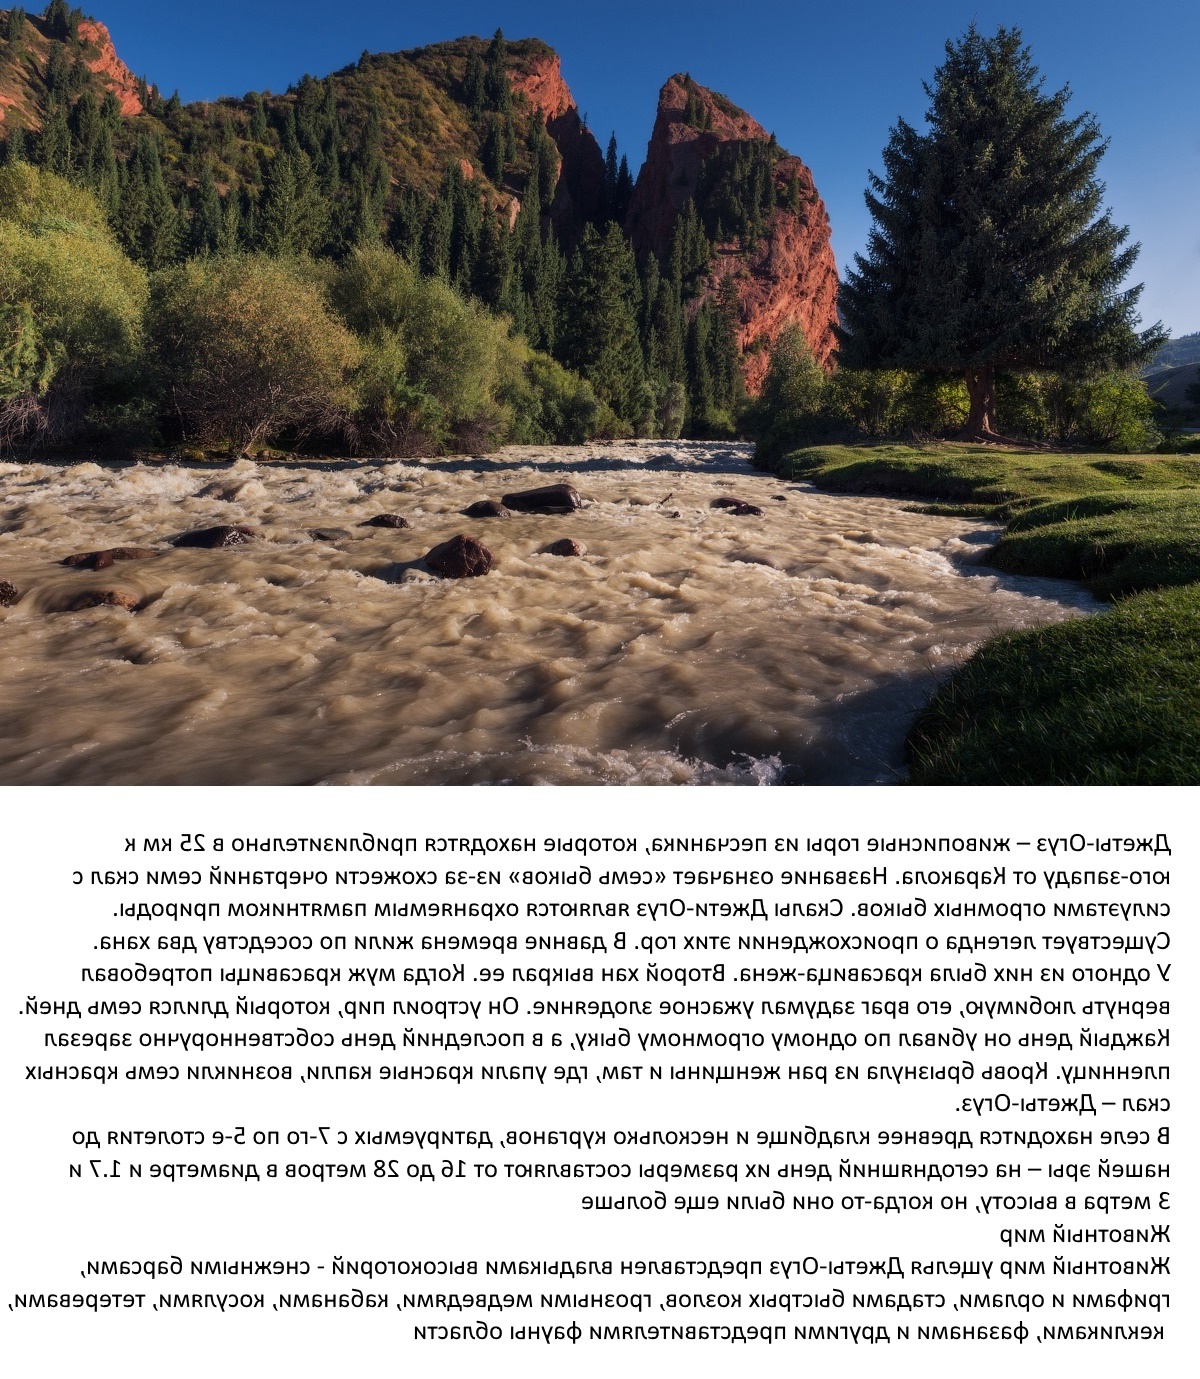 Джеты-Огуз – живописные горы из песчаника, которые находятся приблизительно в 25 км к
юго-западу от Каракола. Название означает «семь быков» из-за схожести очертаний семи скал с
силуэтами огромных быков. Скалы Джети-Огуз являются охраняемым памятником природы.
Существует легенда о происхождении этих гор. В давние времена жили по соседству два хана.
У одного из них была красавица-жена. Второй хан выкрал ее. Когда муж красавицы потребовал
вернуть любимую, его враг задумал ужасное злодеяние. Он устроил пир, который длился семь дней.
Каждый день он убивал по одному огромному быку, а в последний день собственноручно зарезал
пленницу. Кровь брызнула из ран женщины и там, где упали красные капли, возникли семь красных
скал – Джеты-Огуз.
В селе находится древнее кладбище и несколько курганов, датируемых с 7-го по 5-е столетия до
нашей эры – на сегодняшний день их размеры составляют от 16 до 28 метров в диаметре и 1.7 и
3 метра в высоту, но когда-то они были еще больше
Животный мир
Животный мир ущелья Джеты-Огуз представлен владыками высокогорий - снежными барсами,
грифами и орлами, стадами быстрых козлов, грозными медведями, кабанами, косулями, тетеревами,
кекликами, фазанами и другими представителями фауны области